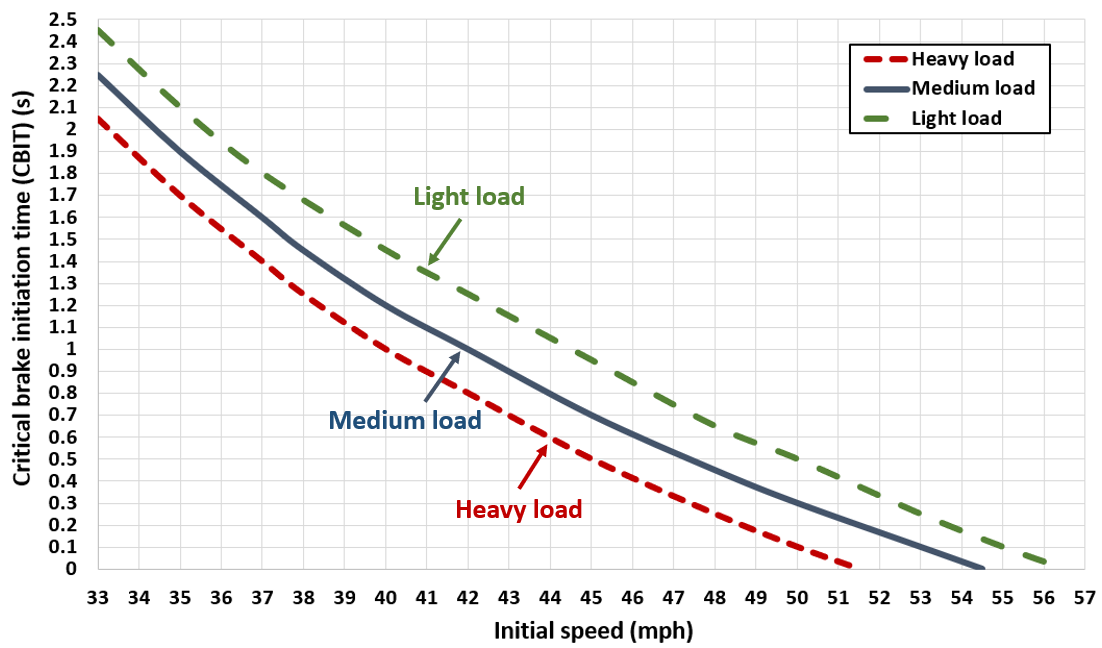 Critical brake initiation time (CBIT) (s)
2.5
2.4
2.3
2.2
2.1
2
1.9
1.8
1.7
1.6
1.5
1.4
1.3
1.2
1.1
1
0.9
0.8
0.7
0.6
0.5
0.4
0.3
0.2
0.1
0
Heavy load
Medium load
Light load
Light load
Medium load
Heavy load
33 34 35 36 37 38 39 40 41 42 43 44 45 46 47 48 49 50 51 52 53 54 55 56 57
Initial speed (mph)